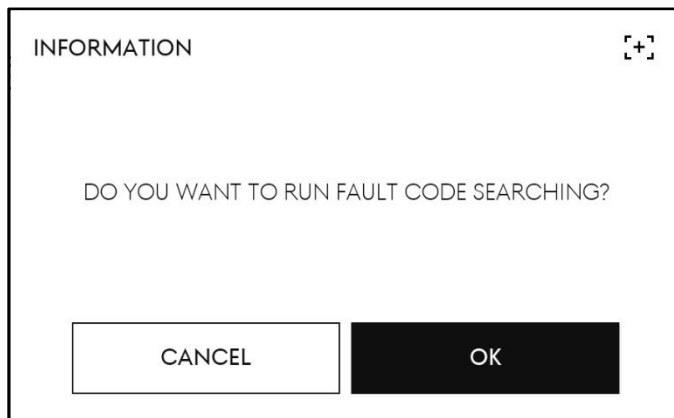 INFORMATION
DO YOU WANT TO RUN FAULT CODE SEARCHING?
CANCEL
OK